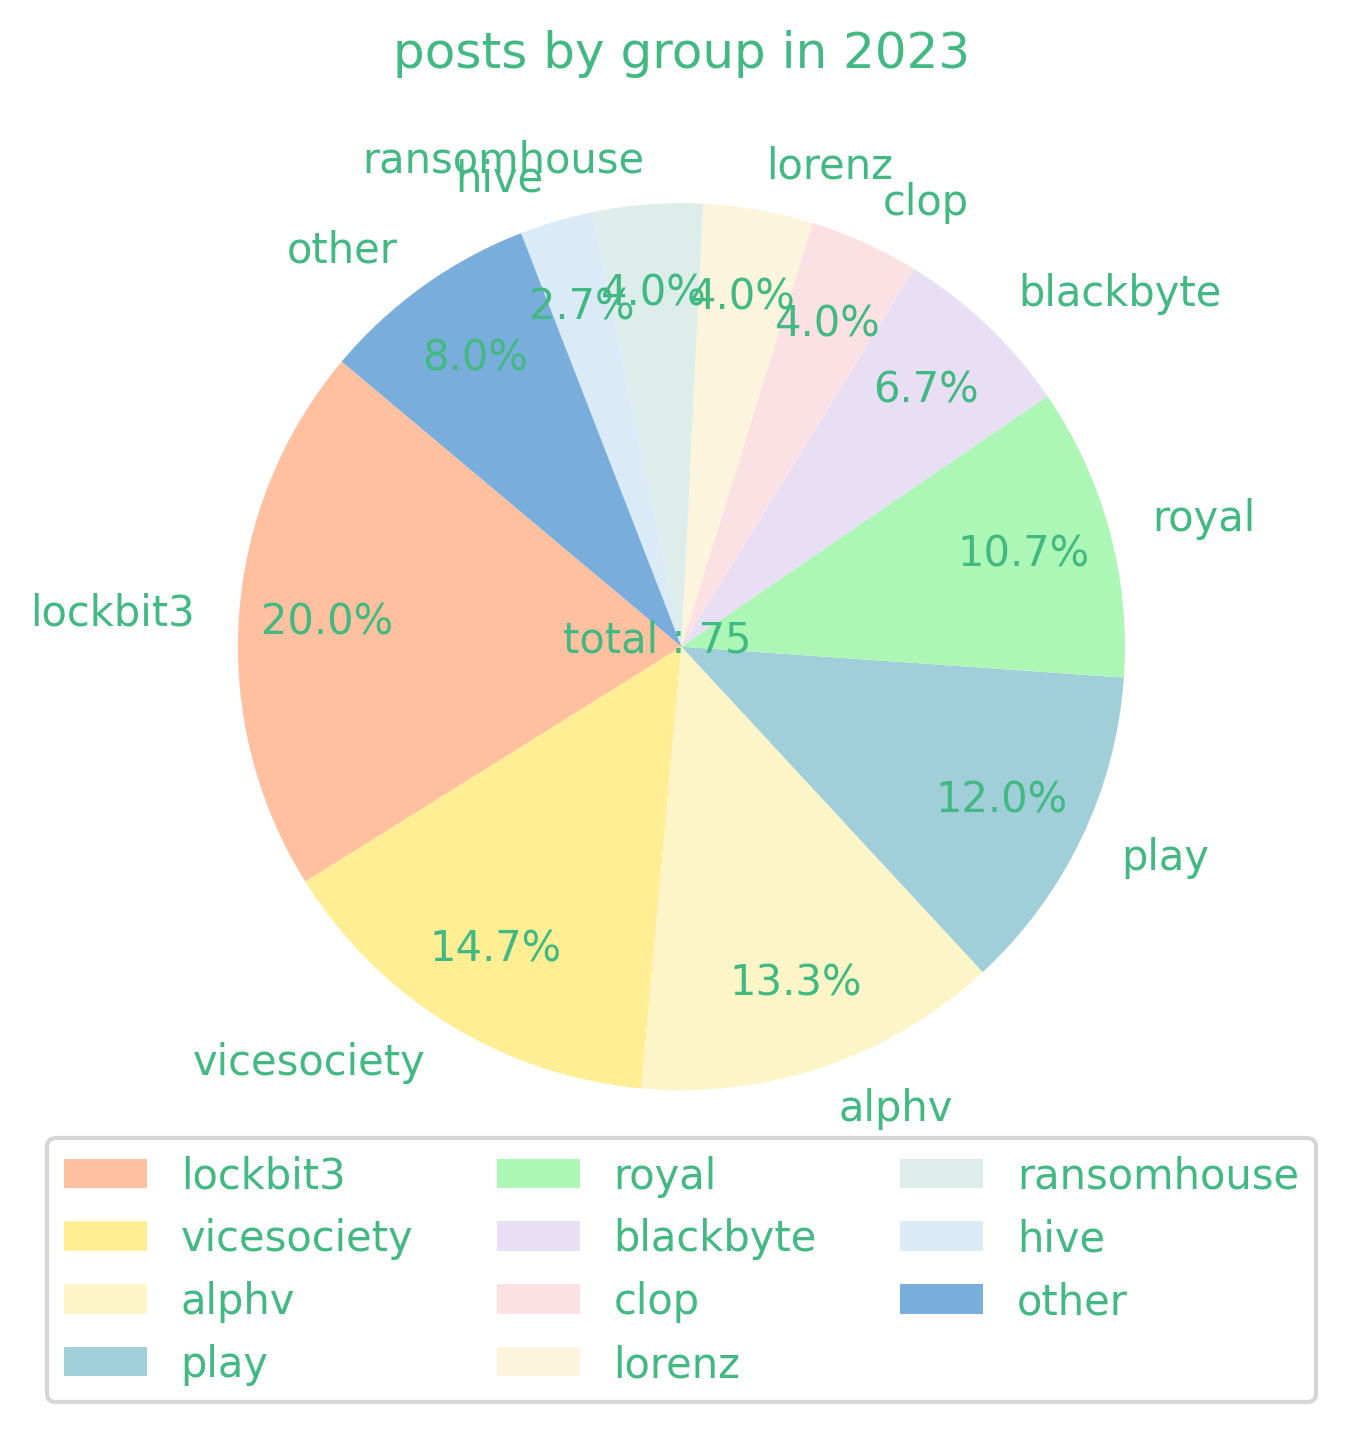 posts by group in 2023
ransomhouse
hive
lorenz
clop
other
blackbyte
2.7%
4.0%
4.0%
4.0%
8.0%
6.7%
royal
10.7%
lockbit3
20.0%
total : 75
12.0%
play
14.7%
13.3%
vicesociety
alphv
lockbit3
vicesociety
alphv
play
royal
blackbyte
clop
lorenz
ransomhouse
hive
other